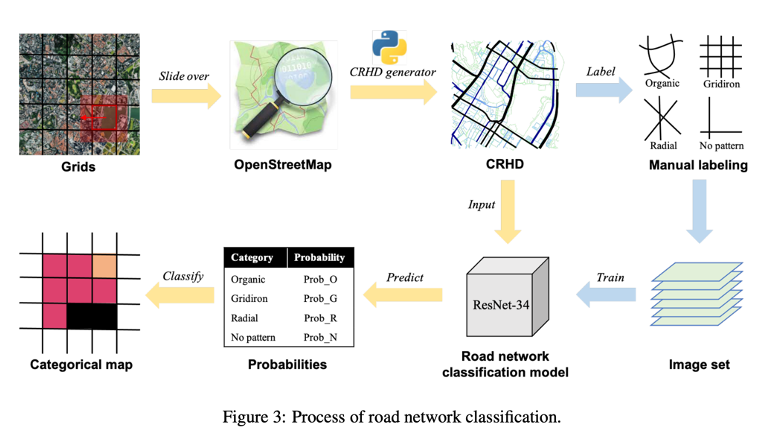 Slide over
CRHD generator
Label
Organic
Gridiron
Radial
No pattern
Grids
OpenStreetMap
CRHD
Manual labeling
Input
Classify
Category Probability
Organic Prob_O
Gridiron Prob_G
Radial Prob_R
No pattern Prob_N
Predict
ResNet-34
Train
Categorical map
Probabilities
Road network
classification model
Image set
Figure 3: Process of road network classification.